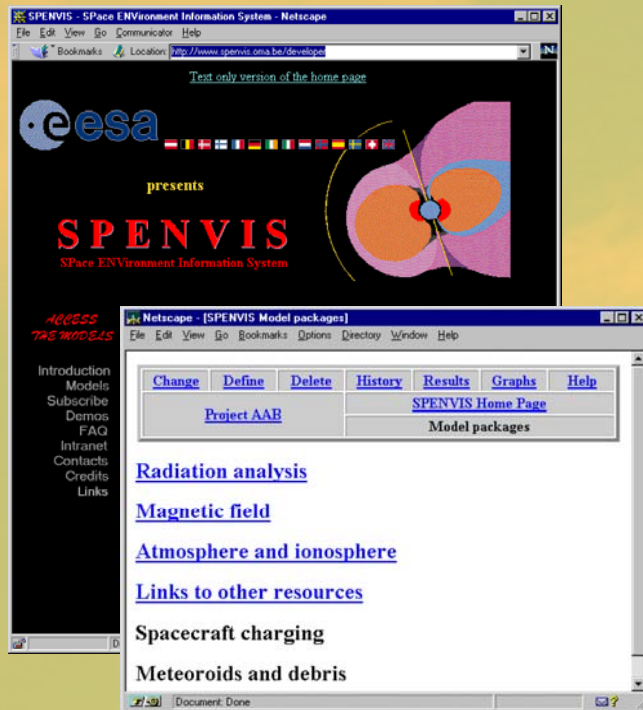 SPENVIS - SPace ENVironment Information System - Netscape
File Edit View Go Communicator Help
Bookmarks Location: http://www.spenvis.oma.be/developer
N
Text only version of the home page
esa
presents
SPENVIS
SPace ENVironment Information System
ACCESS
THE MODELS
Introduction
Models
Subscribe
Demos
FAQ
Intranet
Contacts
Credits
Links
D
Netscape - [SPENVIS Model packages]
File Edit View Go Bookmarks Options Directory Window Help
Change Define Delete History Results Graphs Help
Project AAB
SPENVIS Home Page
Model packages
Radiation analysis
Magnetic field
Atmosphere and ionosphere
Links to other resources
Spacecraft charging
Meteoroids and debris
Document: Done